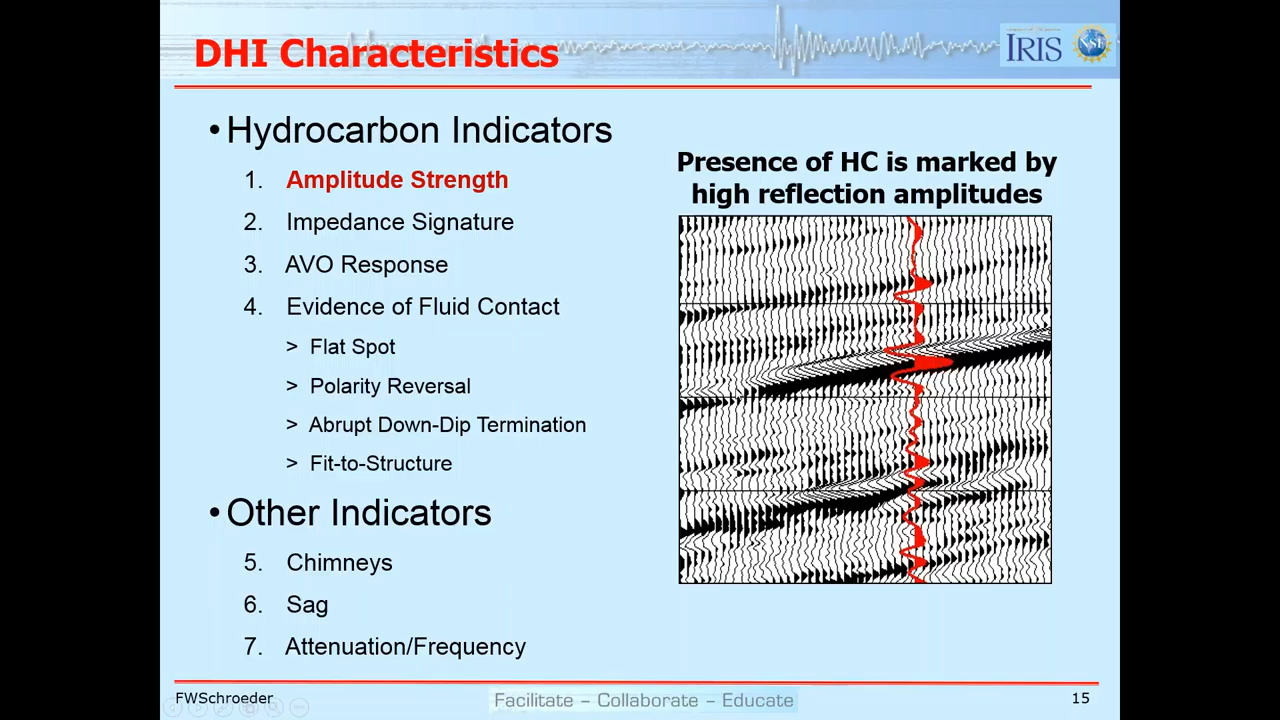 DHI Characteristics
IRIS
NSF
• Hydrocarbon Indicators
1. Amplitude Strength
2. Impedance Signature
3. AVO Response
4. Evidence of Fluid Contact
> Flat Spot
> Polarity Reversal
> Abrupt Down-Dip Termination
> Fit-to-Structure
• Other Indicators
5. Chimneys
6. Sag
7. Attenuation/Frequency
Presence of HC is marked by
high reflection amplitudes
FWSchroeder
Facilitate – Collaborate – Educate
15